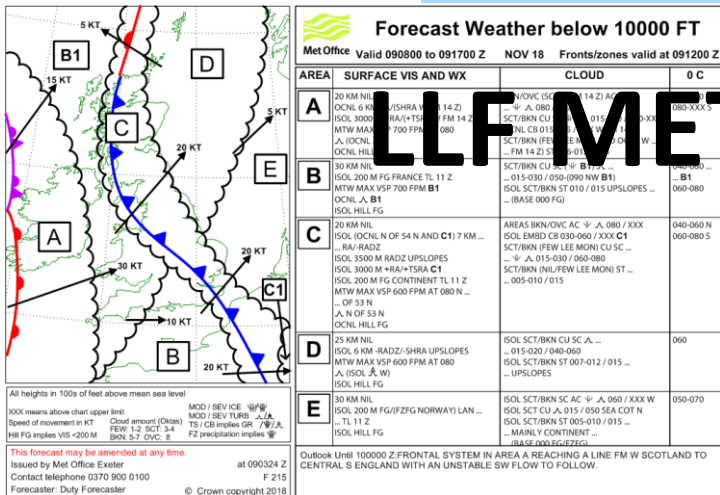 5 KT
B1
D
15 KT
5 KT
C
20 KT
E
A
20 KT
30 KT
C1
10 KT
B
20 KT
All heights in 100s of feet above mean sea level
XXX means above chart upper limit
Speed of movement in KT
Hill FG implies VIS <200 M
Cloud amount (Oktas)
FEW: 1-2 SCT: 3-4
BKN: 5-7 OVC: 8
MOD / SEV ICE
MOD / SEV TURB
TS / CB implies GR
FZ precipitation implies
This forecast may be amended at any time.
Issued by Met Office Exeter at 090324 Z
Contact telephone 0370 900 0100 F 215
Forecaster: Duty Forecaster © Crown copyright 2018
Forecast Weather below 10000 FT
Met Office Valid 090800 to 091700 Z NOV 18 Fronts/zones valid at 091200 Z
AREA SURFACE VIS AND WX CLOUD 0 C
LLF MET
A
20 KM NIL
OCNL 6 KM
ISOL 3000
MTW MAX
OCNL HILL
080-XXX S
B
30 KM NIL
ISOL 200 M FG FRANCE TL 11 Z
MTW MAX VSP 700 FPM B1
OCNL B1
ISOL HILL FG
SCT/BKN CU SC
... 015-030 / 050-(090 NW B1)
ISOL SCT/BKN ST 010 / 015 UPSLOPES ...
... (BASE 000 FG)
... B1
060-080
C
20 KM NIL
ISOL (OCNL N OF 54 N AND C1) 7 KM ...
... RA/-RADZ
ISOL 3500 M RADZ UPSLOPES
ISOL 3000 M +RA/+TSRA C1
ISOL 200 M FG CONTINENT TL 11 Z
MTW MAX VSP 600 FPM AT 080 N ...
... OF 53 N
N OF 53 N
OCNL HILL FG
AREAS BKN/OVC AC 080 / XXX
ISOL EMBD CB 030-060 / XXX C1
SCT/BKN (FEW LEE MON) CU SC ...
... 015-030 / 060-080
SCT/BKN (NIL/FEW LEE MON) ST ...
... 005-010 / 015
040-060 N
060-080 S
D
25 KM NIL
ISOL 6 KM -RADZ/-SHRA UPSLOPES
MTW MAX VSP 600 FPM AT 080
(ISOL W)
ISOL HILL FG
ISOL SCT/BKN CU SC ...
... 015-020 / 040-060
ISOL SCT/BKN ST 007-012 / 015 ...
... UPSLOPES
060
E
30 KM NIL
ISOL 200 M FG/(FZFG NORWAY) LAN ...
... TL 11 Z
ISOL HILL FG
ISOL SCT/BKN SC AC 060 / XXX W
ISOL SCT CU 015 / 050 SEA COT N
ISOL SCT/BKN ST 005-010 / 015 ...
... MAINLY CONTINENT ...
(BASE 000 FG/FZFG)
050-070
Outlook Until 100000 Z:FRONTAL SYSTEM IN AREA A REACHING A LINE FM W SCOTLAND TO
CENTRAL S ENGLAND WITH AN UNSTABLE SW FLOW TO FOLLOW.